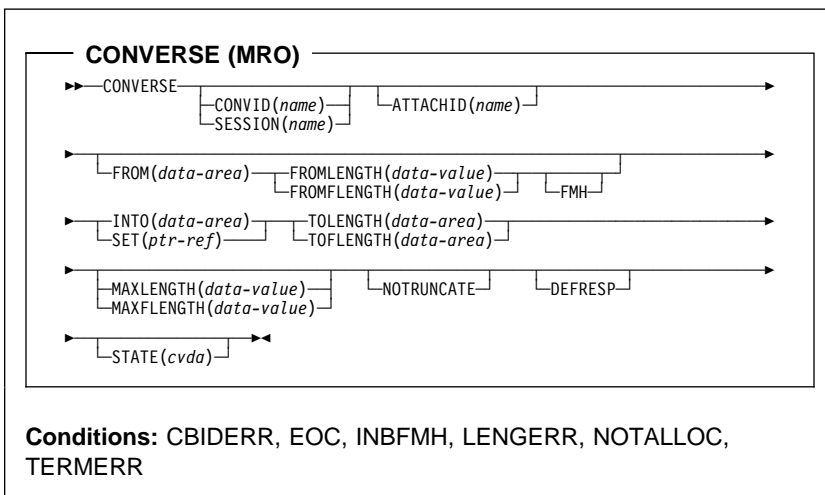 CONVERSE (MRO)
CONVERSE
CONVID(name)
SESSION(name)
ATTACHID(name)
FROM(data-area)
FROMLENGTH(data-value)
FROMFLENGTH(data-value)
FMH
INTO(data-area)
SET(ptr-ref)
TOLENGTH(data-area)
TOFLENGTH(data-area)
MAXLENGTH(data-value)
MAXFLENGTH(data-value)
NOTRUNCATE
DEFRESP
STATE(cvda)
Conditions: CBIDERR, EOC, INBFMH, LENGERR, NOTALLOC,
TERMERR